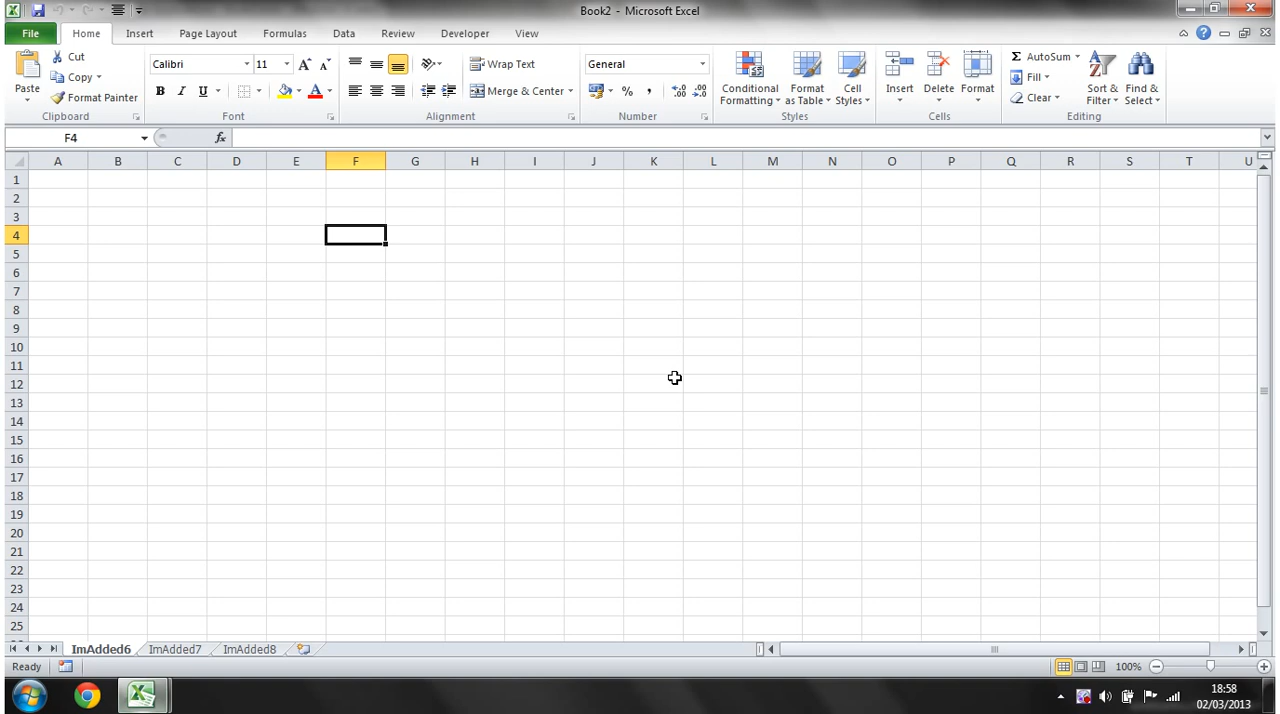 Book2 - Microsoft Excel
File Home Insert Page Layout Formulas Data Review Developer View
Paste
Cut
Copy
Format Painter
Clipboard
Calibri 11
B I U
A A
Font
Wrap Text
Merge & Center
Alignment
General
%
Number
Conditional Formatting
Format as Table
Cell Styles
Styles
Insert
Delete
Format
Cells
Σ AutoSum
Fill
Clear
Sort & Filter
Find & Select
Editing
F4 fx
A B C D E F G H I J K L M N O P Q R S T U
1
2
3
4
5
6
7
8
9
10
11
12
13
14
15
16
17
18
19
20
21
22
23
24
25
ImAdded6 ImAdded7 ImAdded8
Ready 100%
18:58
02/03/2013